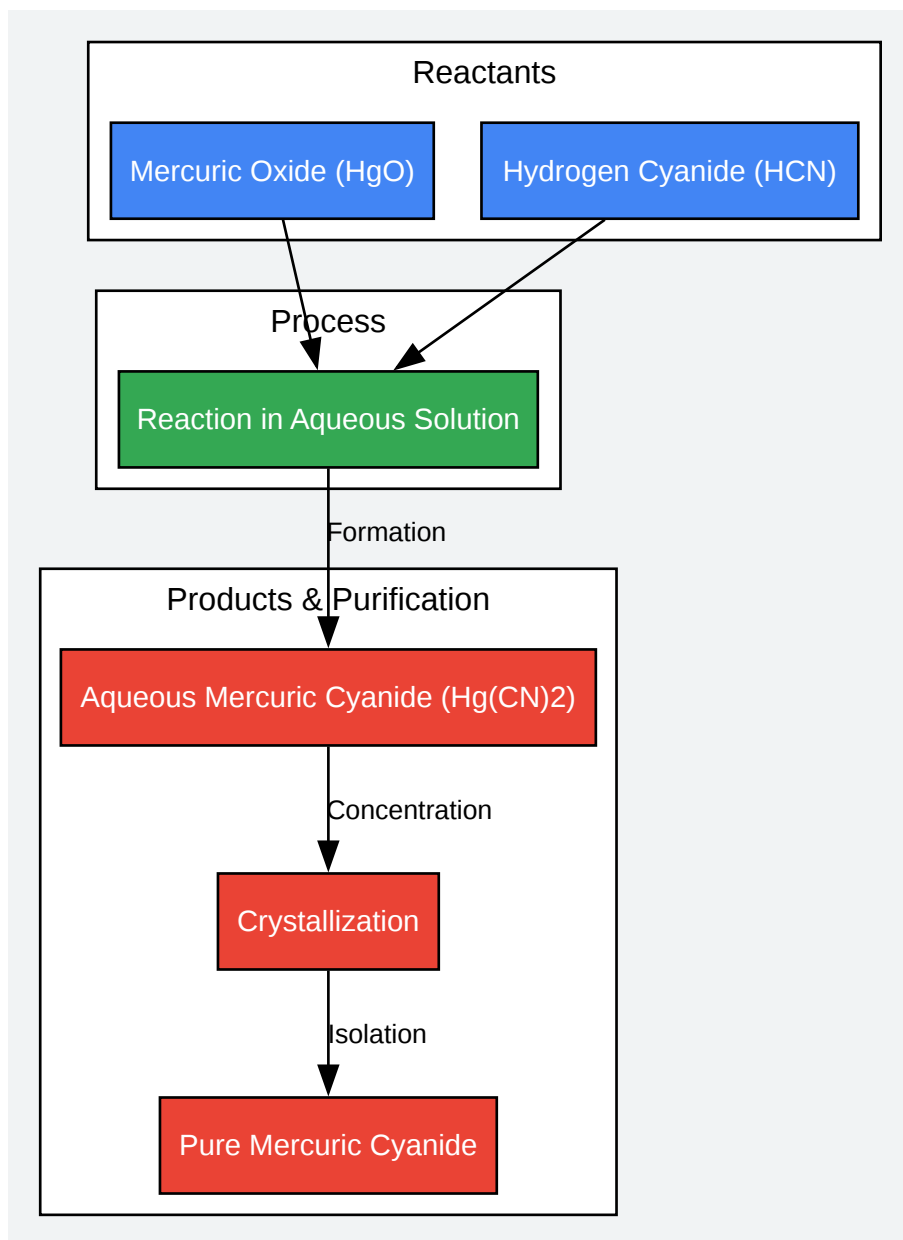 Reactants
Mercuric Oxide (HgO)
Hydrogen Cyanide (HCN)
Process
Reaction in Aqueous Solution
Formation
Products & Purification
Aqueous Mercuric Cyanide (Hg(CN)2)
Concentration
Crystallization
Isolation
Pure Mercuric Cyanide